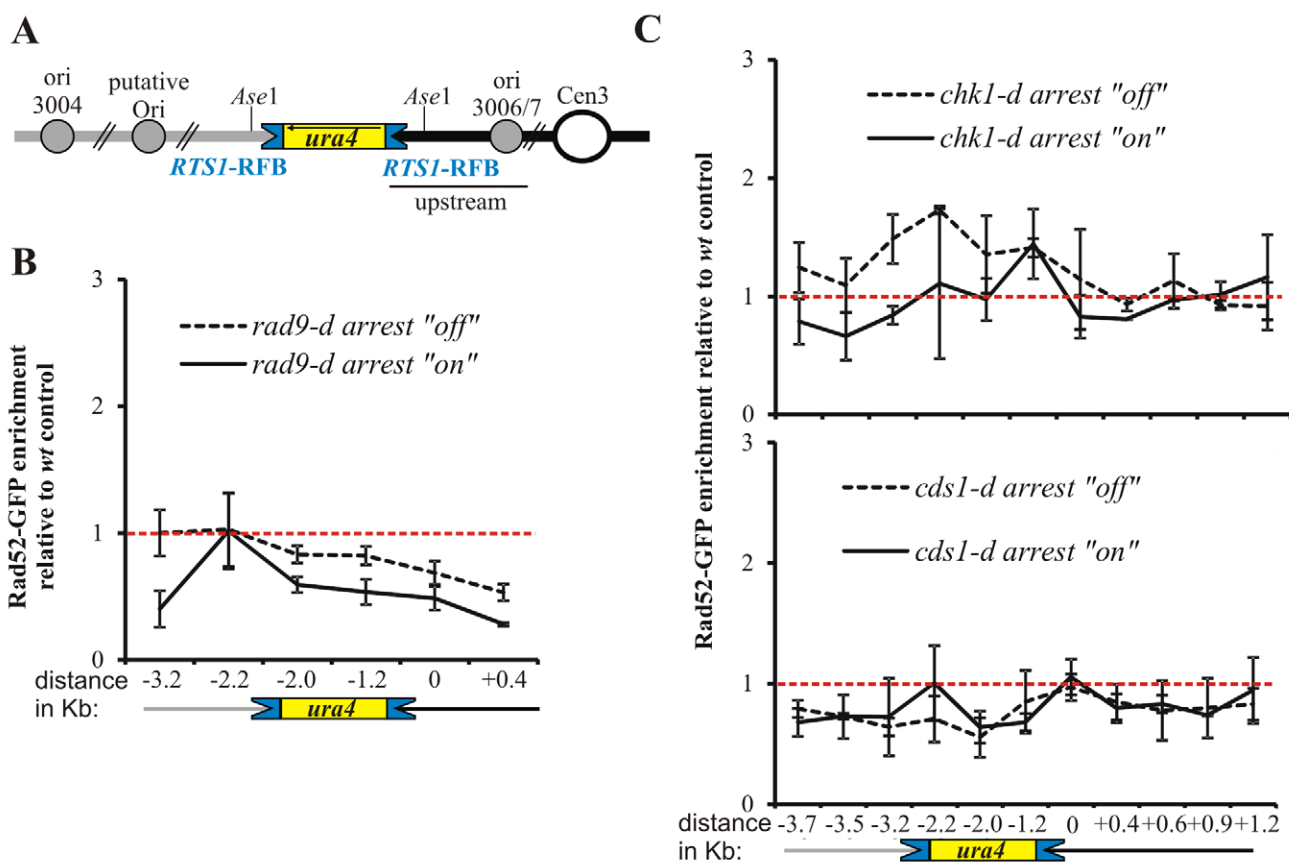 A
ori
3004
putative
Ori
Ase1
Ase1
ori
3006/7
Cen3
ura4
RTS1-RFB
RTS1-RFB
upstream
B
Rad52-GFP enrichment
relative to wt control
3
2
1
0
rad9-d arrest "off"
rad9-d arrest "on"
distance
in Kb:
-3.2 -2.2 -2.0 -1.2 0 +0.4
ura4
C
Rad52-GFP enrichment relative to wt control
3
2
1
0
chk1-d arrest "off"
chk1-d arrest "on"
3
2
1
0
cds1-d arrest "off"
cds1-d arrest "on"
distance
in Kb:
-3.7 -3.5 -3.2 -2.2 -2.0 -1.2 0 +0.4 +0.6 +0.9 +1.2
ura4